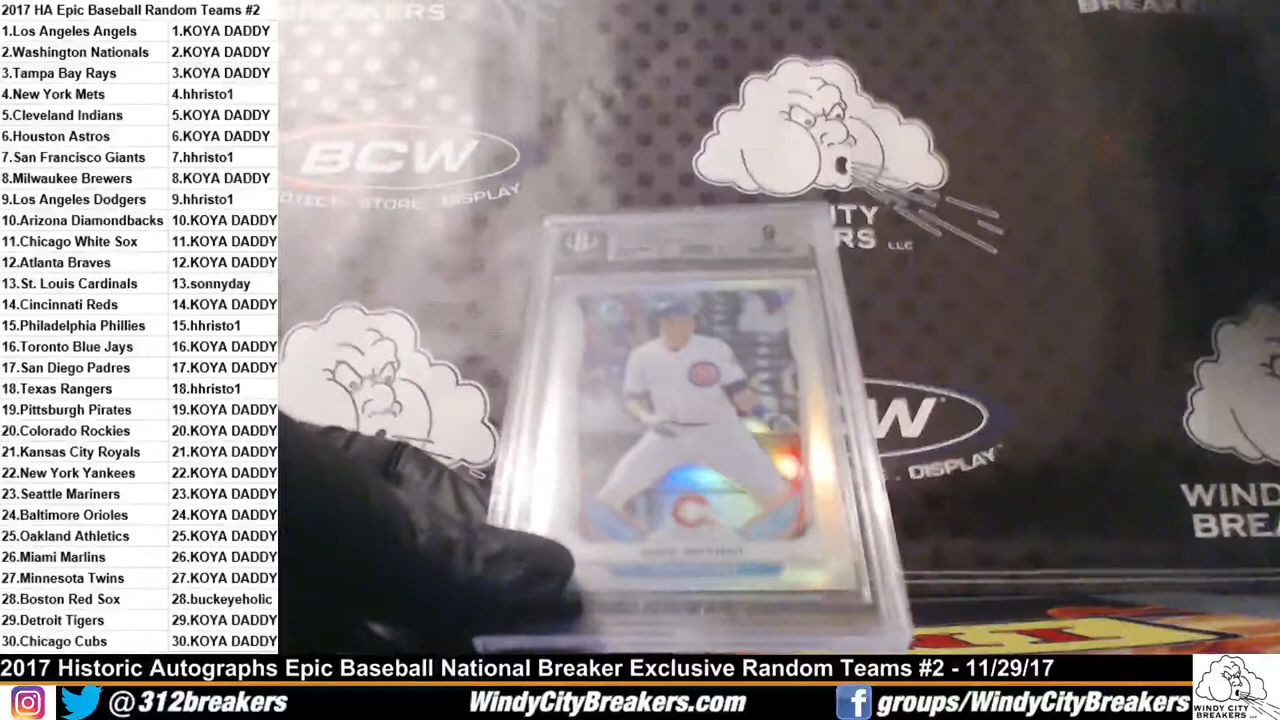 2017 HA Epic Baseball Random Teams #2
1.Los Angeles Angels 1.KOYA DADDY
2.Washington Nationals 2.KOYA DADDY
3.Tampa Bay Rays 3.KOYA DADDY
4.New York Mets 4.hhristo1
5.Cleveland Indians 5.KOYA DADDY
6.Houston Astros 6.KOYA DADDY
7.San Francisco Giants 7.hhristo1
8.Milwaukee Brewers 8.KOYA DADDY
9.Los Angeles Dodgers 9.hhristo1
10.Arizona Diamondbacks 10.KOYA DADDY
11.Chicago White Sox 11.KOYA DADDY
12.Atlanta Braves 12.KOYA DADDY
13.St. Louis Cardinals 13.sonnyday
14.Cincinnati Reds 14.KOYA DADDY
15.Philadelphia Phillies 15.hhristo1
16.Toronto Blue Jays 16.KOYA DADDY
17.San Diego Padres 17.KOYA DADDY
18.Texas Rangers 18.hhristo1
19.Pittsburgh Pirates 19.KOYA DADDY
20.Colorado Rockies 20.KOYA DADDY
21.Kansas City Royals 21.KOYA DADDY
22.New York Yankees 22.KOYA DADDY
23.Seattle Mariners 23.KOYA DADDY
24.Baltimore Orioles 24.KOYA DADDY
25.Oakland Athletics 25.KOYA DADDY
26.Miami Marlins 26.KOYA DADDY
27.Minnesota Twins 27.KOYA DADDY
28.Boston Red Sox 28.buckeyeholic
29.Detroit Tigers 29.KOYA DADDY
30.Chicago Cubs 30.KOYA DADDY
BREAKERS
BREAKE
BCW
OTECT STORE DISPLAY
ITY
RS LLC
9
CW
DISPLAY
WIND
BREA
2017 Historic Autographs Epic Baseball National Breaker Exclusive Random Teams #2 - 11/29/17
@312breakers WindyCityBreakers.com groups/WindyCityBreakers
WINDY CITY
BREAKERS LLC